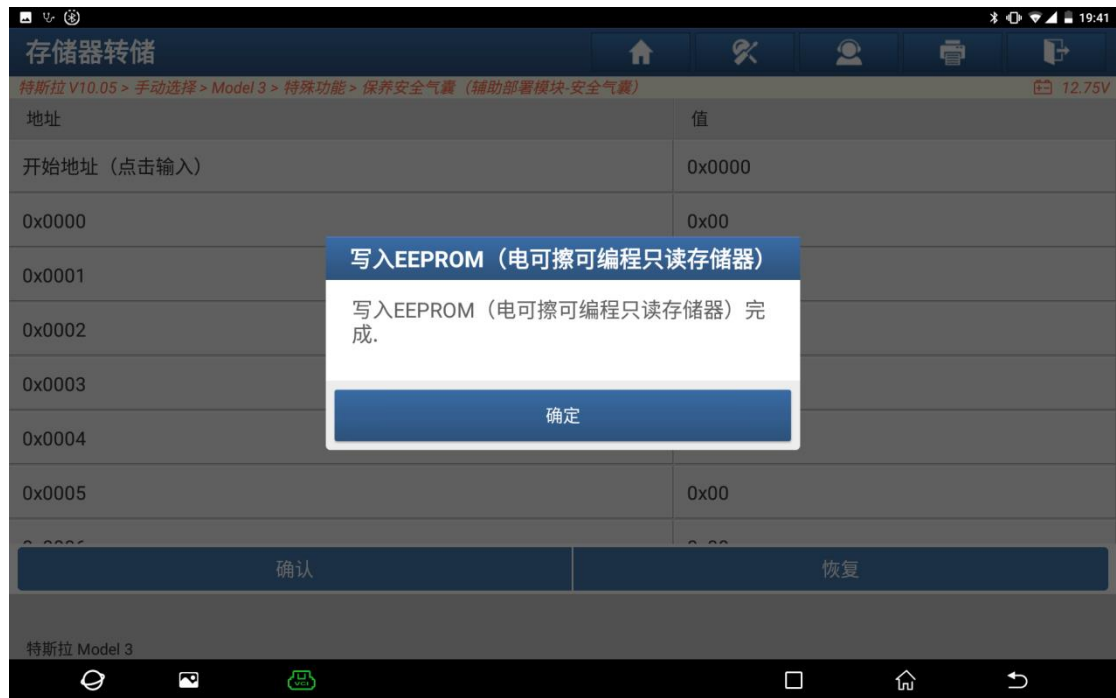 19:41
存储器转储
特斯拉 V10.05 > 手动选择 > Model 3 > 特殊功能 > 保养安全气囊（辅助部署模块-安全气囊）
12.75V
地址 值
开始地址（点击输入） 0x0000
0x0000 0x00
写入EEPROM（电可擦可编程只读存储器）
0x0001
写入EEPROM（电可擦可编程只读存储器）完
成.
0x0002
0x0003
确定
0x0004
0x0005 0x00
确认 恢复
特斯拉 Model 3
VCI